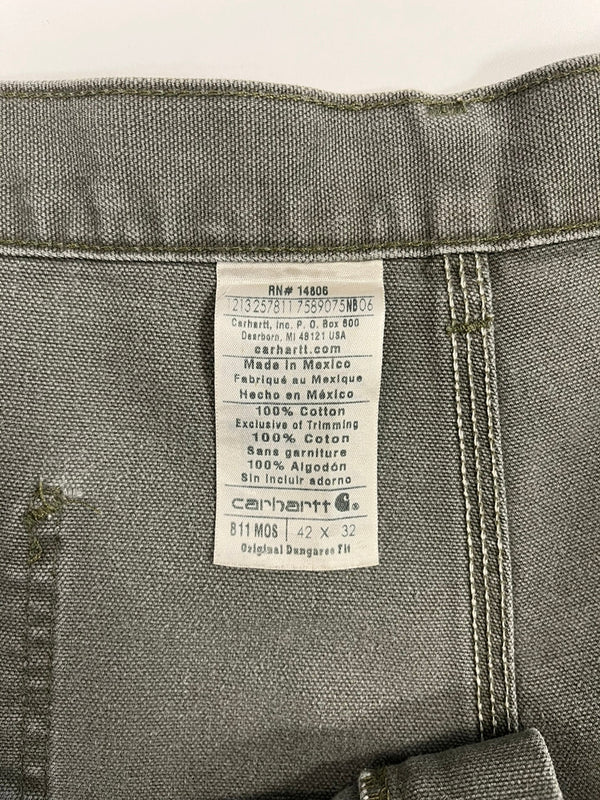 RN# 14806
213257811 7589075NB06
Carhartt, Inc. P. O. Box 600
Dearborn, MI 48121 USA
carhartt.com
Made in Mexico
Fabriqué au Mexique
Hecho en México
100% Cotton
Exclusive of Trimming
100% Coton
Sans garniture
100% Algodón
Sin incluir adorno
carhartt ®
B11 MOS | 42 X 32
Original Dungaree Fit